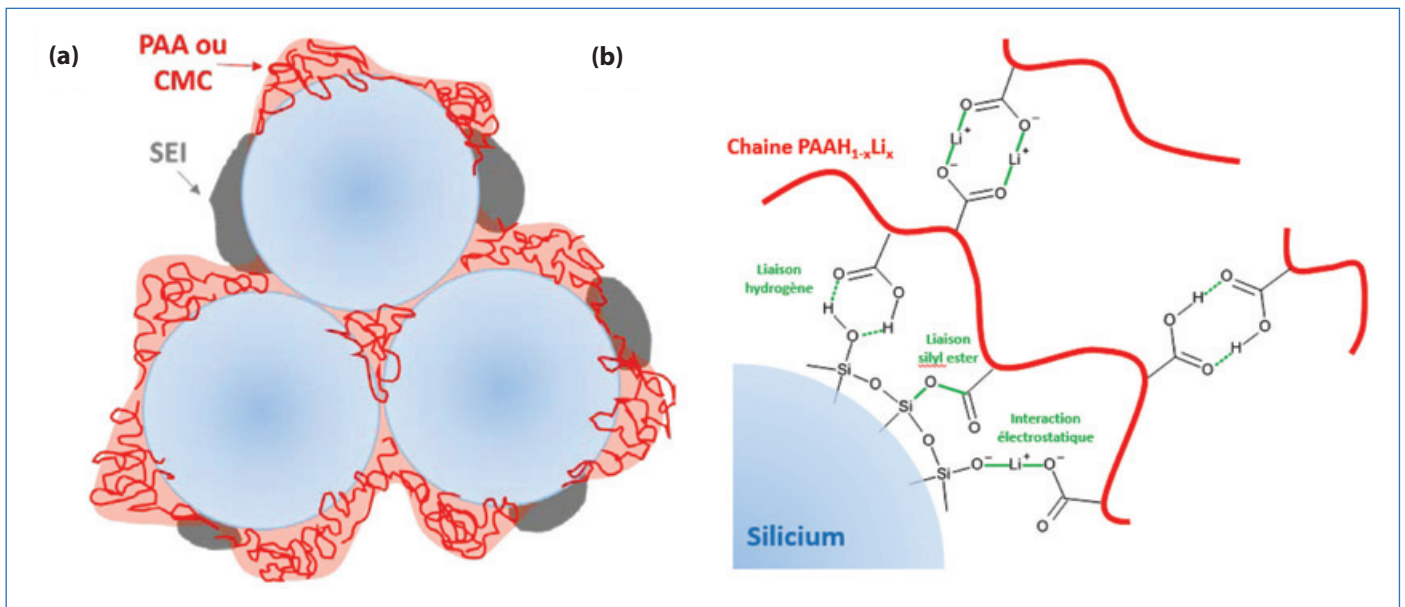 (a)
PAA ou
CMC
SEI
(b)
Chaine PAAH1-xLix
O
O⁻
Li⁺
Li⁺
O⁻
O
Liaison
hydrogène
O
O
H
H
O
Liaison
silyl ester
Si
O
O
Si
O
O
Interaction
électrostatique
Si
O⁻
Li⁺
O⁻
O
O
H
O
O
H
O
Silicium